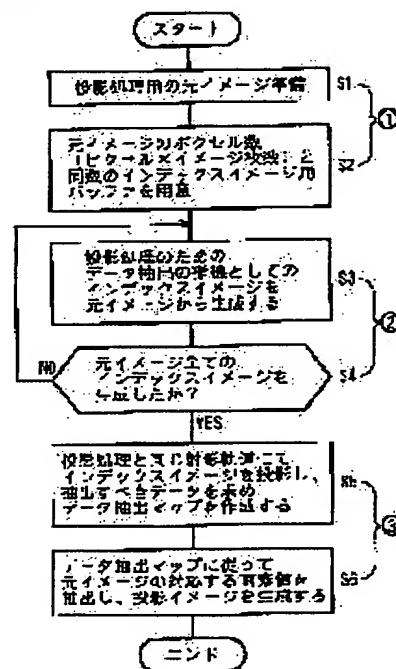 スタート
投影処理用の元イメージ準備 S1
①
元イメージのボクセル数
(ピクセル×イメージ枚数)と
同数のインデックスイメージ用
バッファを用意
S2
投影処理のための
データ抽出の準備としての
インデックスイメージを
元イメージから生成する
S3
②
元イメージ全ての
インデックスイメージを
生成したか?
S4
NO
YES
投影処理と同じ計算にて
インデックスイメージを投影し、
抽出すべきデータを求め
データ抽出マップを作成する
S5
③
データ抽出マップに従って
元イメージの対応する画素値を
抽出し、投影イメージを生成する
S6
エンド